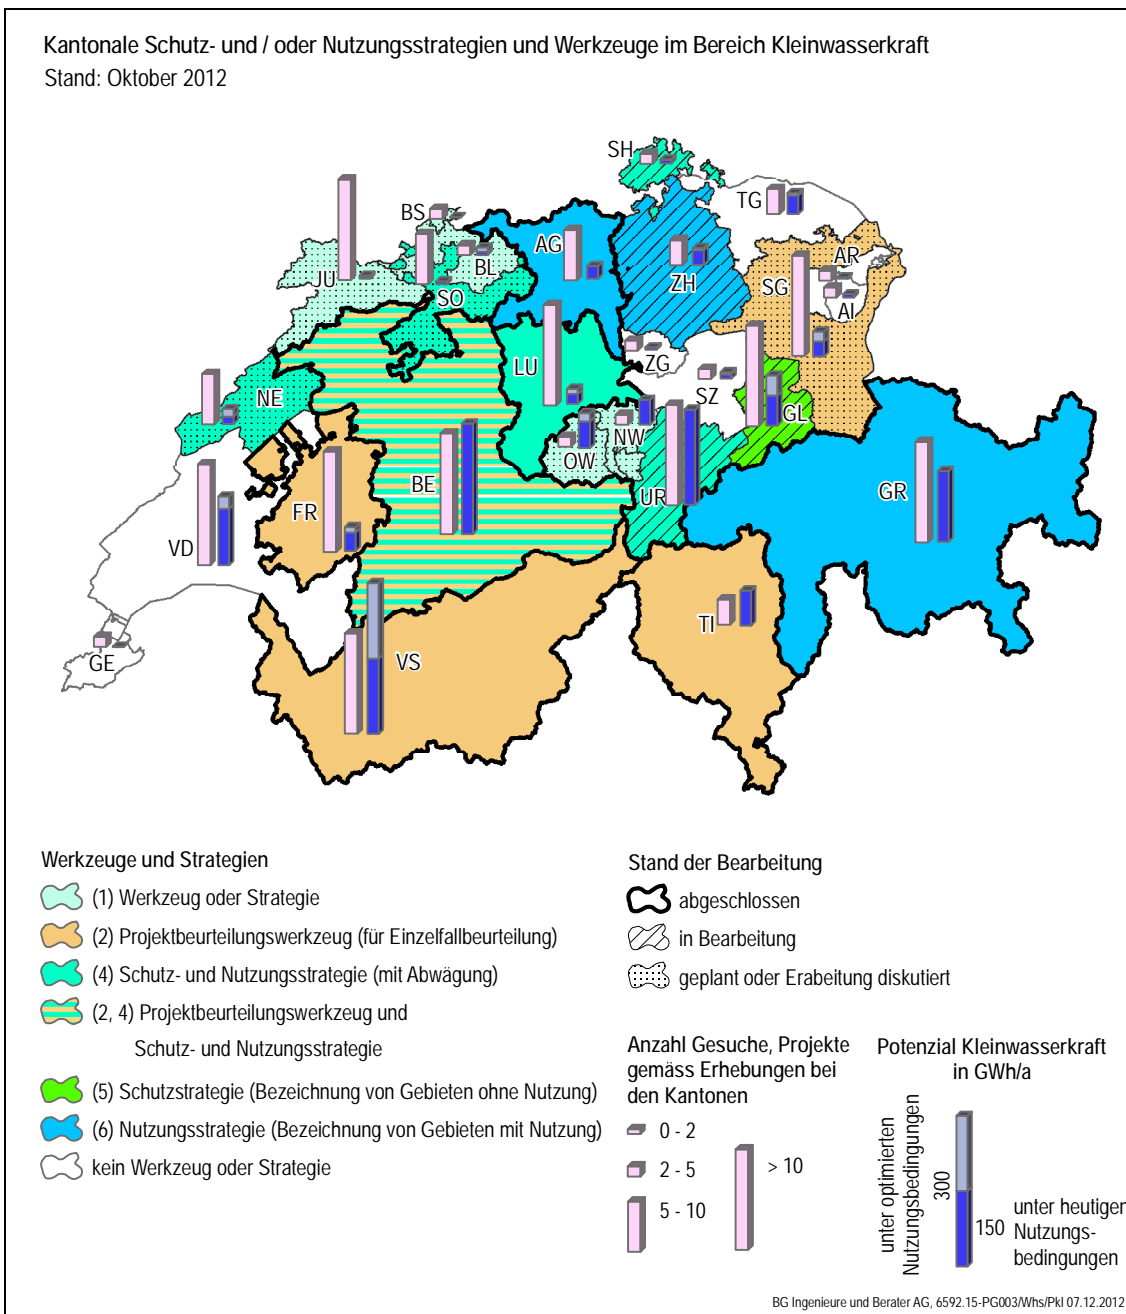 Kantonale Schutz- und / oder Nutzungsstrategien und Werkzeuge im Bereich Kleinwasserkraft
Stand: Oktober 2012
SH
BS
TG
AG
BL
AR
JU
ZH
SG
SO
AI
LU
ZG
SZ
NE
GL
NW
OW
BE
UR
GR
FR
VD
TI
GE
VS
Werkzeuge und Strategien
(1) Werkzeug oder Strategie
(2) Projektbeurteilungswerkzeug (für Einzelfallbeurteilung)
(4) Schutz- und Nutzungsstrategie (mit Abwägung)
(2, 4) Projektbeurteilungswerkzeug und
Schutz- und Nutzungsstrategie
(5) Schutzstrategie (Bezeichnung von Gebieten ohne Nutzung)
(6) Nutzungsstrategie (Bezeichnung von Gebieten mit Nutzung)
kein Werkzeug oder Strategie
Stand der Bearbeitung
abgeschlossen
in Bearbeitung
geplant oder Erabeitung diskutiert
Anzahl Gesuche, Projekte
gemäss Erhebungen bei
den Kantonen
0 - 2
2 - 5
5 - 10
> 10
Potenzial Kleinwasserkraft
in GWh/a
unter optimierten
Nutzungsbedingungen
300
150
unter heutigen
Nutzungs-
bedingungen
BG Ingenieure und Berater AG, 6592.15-PG003/Whs/Pkl 07.12.2012